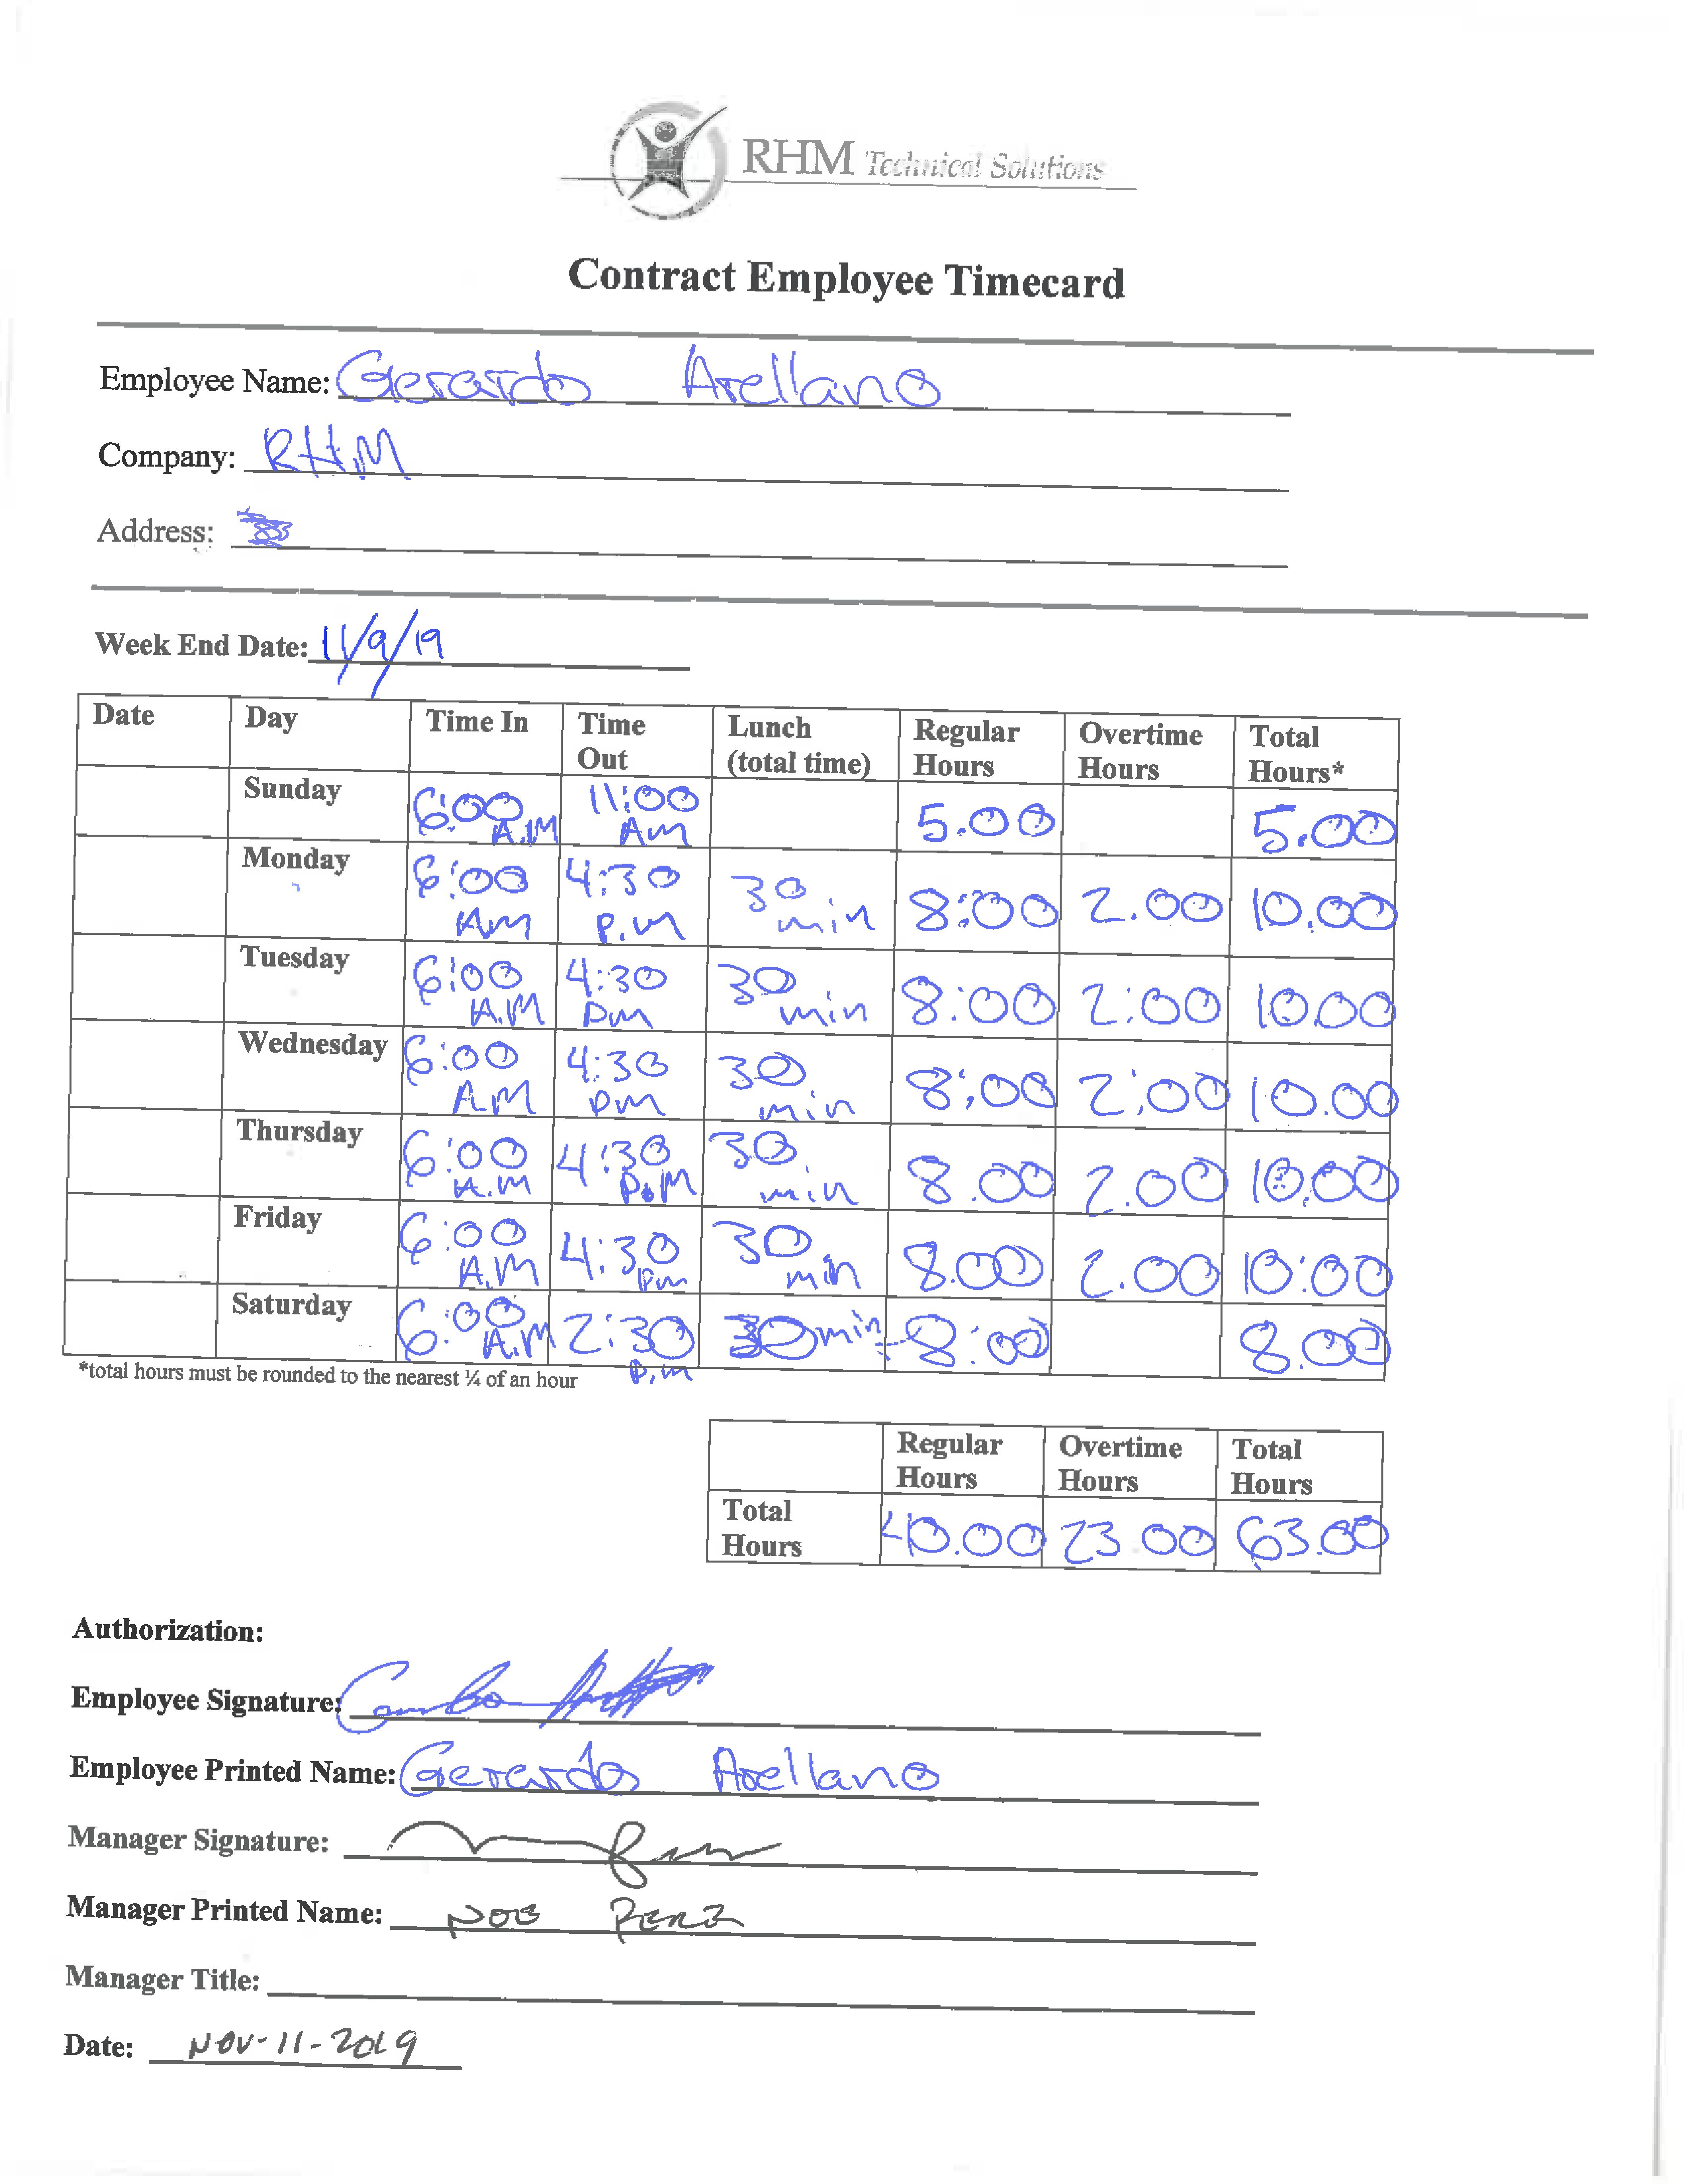 RHM Technical Solutions
Contract Employee Timecard
Employee Name: Gerardo Arellano
Company: RHM
Address:
Week End Date: 11/9/19
Date Day Time In Time Out Lunch (total time) Regular Hours Overtime Hours Total Hours*
Sunday 6:00 A.M 11:00 Am 5.00 5.00
Monday 6:00 AM 4:30 P.m 30 min 8:00 2.00 10.00
Tuesday 6:00 A.M 4:30 Pm 30 min 8:00 2:00 10.00
Wednesday 6:00 A.M 4:30 pm 30 min 8:00 2:00 10.00
Thursday 6:00 A.M 4:30 P.M 30 min 8.00 2.00 10.00
Friday 6:00 A.M 4:30 Pm 30 min 8.00 2.00 10:00
Saturday 6:00 A.M 2:30 P.m 30 min 8:00 8.00
*total hours must be rounded to the nearest ¼ of an hour
Regular Hours Overtime Hours Total Hours
Total Hours 40.00 23.00 63.00
Authorization:
Employee Signature:
Employee Printed Name: Gerardo Arellano
Manager Signature:
Manager Printed Name: Noe Perez
Manager Title:
Date: NOV-11-2019